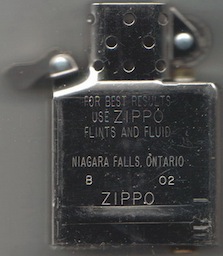 FOR BEST RESULTS
USE ZIPPO
FLINTS AND FLUID
NIAGARA FALLS, ONTARIO
B 02
ZIPPO